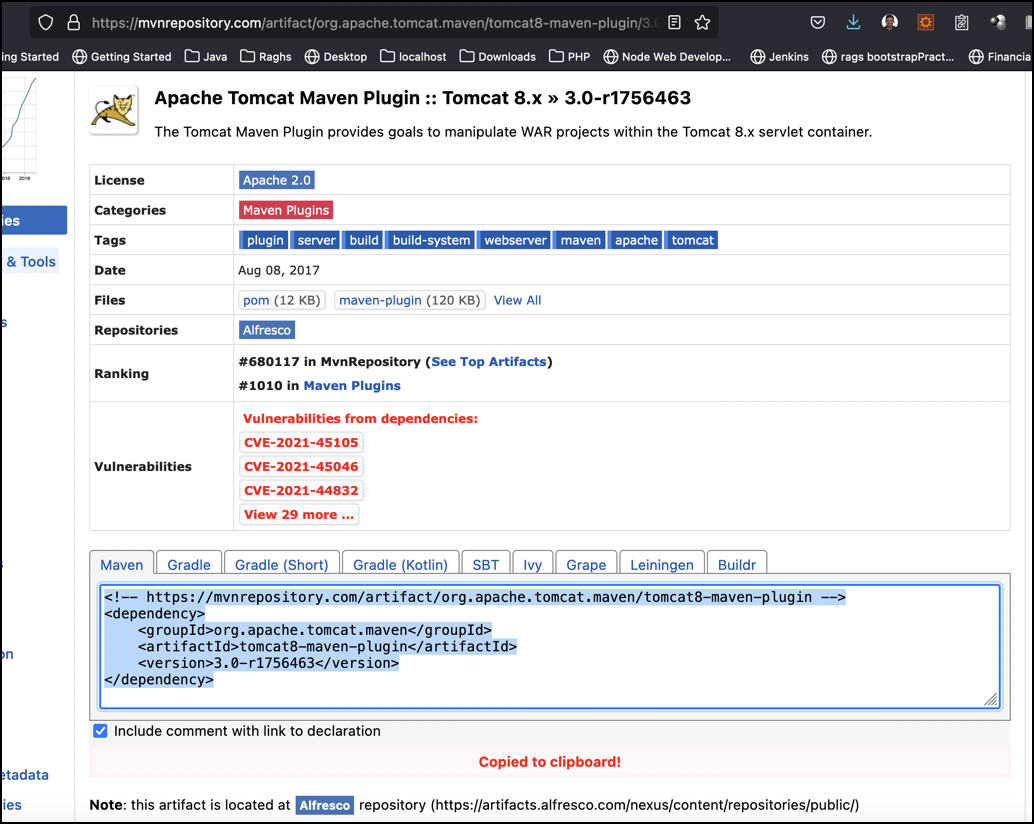 https://mvnrepository.com/artifact/org.apache.tomcat.maven/tomcat8-maven-plugin/3.
ing Started Getting Started Java Raghs Desktop localhost Downloads PHP Node Web Develop... Jenkins rags bootstrapPract... Financia
Apache Tomcat Maven Plugin :: Tomcat 8.x » 3.0-r1756463
The Tomcat Maven Plugin provides goals to manipulate WAR projects within the Tomcat 8.x servlet container.
2018
License Apache 2.0
Categories Maven Plugins
ies
Tags plugin server build build-system webserver maven apache tomcat
& Tools
Date Aug 08, 2017
Files pom (12 KB) maven-plugin (120 KB) View All
s
Repositories Alfresco
Ranking #680117 in MvnRepository (See Top Artifacts)
#1010 in Maven Plugins
Vulnerabilities Vulnerabilities from dependencies:
CVE-2021-45105
CVE-2021-45046
CVE-2021-44832
View 29 more ...
Maven Gradle Gradle (Short) Gradle (Kotlin) SBT Ivy Grape Leiningen Buildr
<!-- https://mvnrepository.com/artifact/org.apache.tomcat.maven/tomcat8-maven-plugin -->
<dependency>
<groupId>org.apache.tomcat.maven</groupId>
<artifactId>tomcat8-maven-plugin</artifactId>
<version>3.0-r1756463</version>
</dependency>
on
Include comment with link to declaration
Copied to clipboard!
etadata
ies
Note: this artifact is located at Alfresco repository (https://artifacts.alfresco.com/nexus/content/repositories/public/)